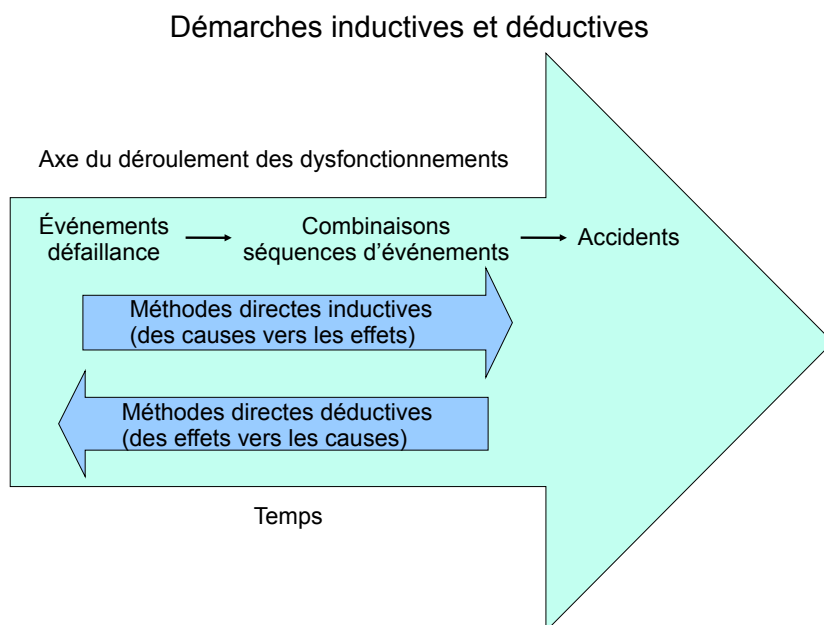 Démarches inductives et déductives
Axe du déroulement des dysfonctionnements
Événements
défaillance
Combinaisons
séquences d’événements
Accidents
Méthodes directes inductives
(des causes vers les effets)
Méthodes directes déductives
(des effets vers les causes)
Temps